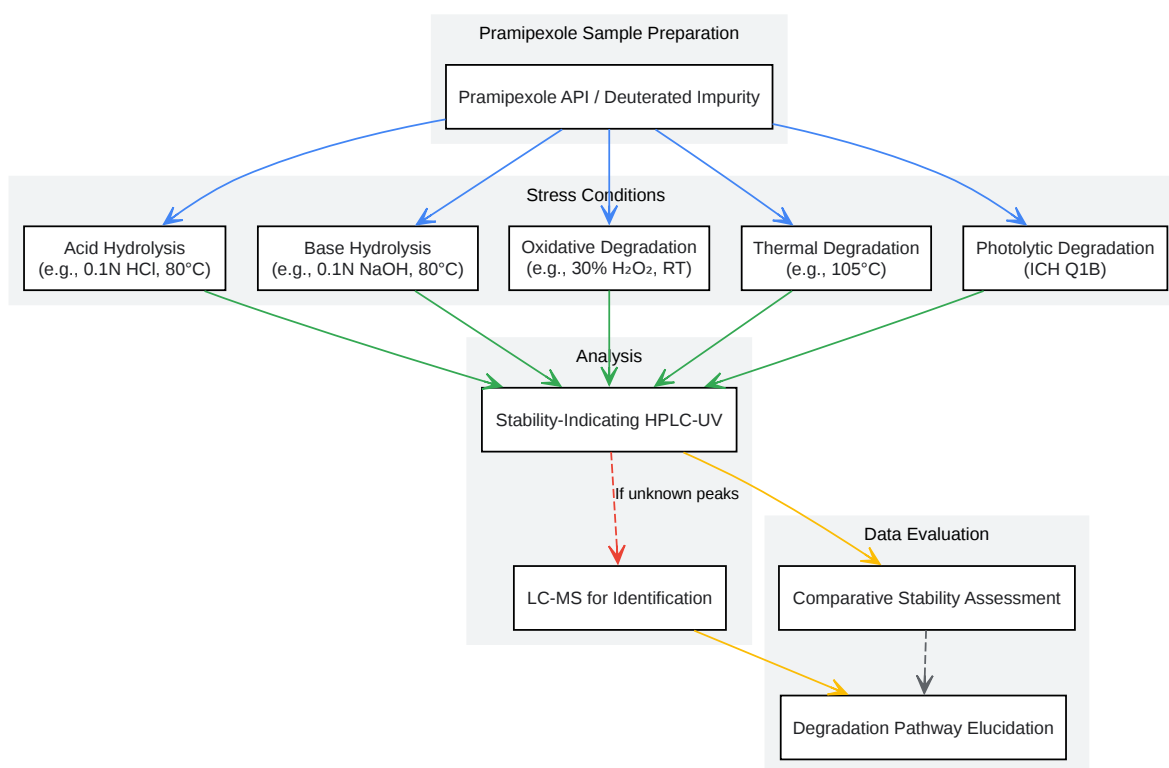 Pramipexole Sample Preparation
Pramipexole API / Deuterated Impurity
Stress Conditions
Acid Hydrolysis
(e.g., 0.1N HCl, 80°C)
Base Hydrolysis
(e.g., 0.1N NaOH, 80°C)
Oxidative Degradation
(e.g., 30% H₂O₂, RT)
Thermal Degradation
(e.g., 105°C)
Photolytic Degradation
(ICH Q1B)
Analysis
Stability-Indicating HPLC-UV
If unknown peaks
Data Evaluation
LC-MS for Identification
Comparative Stability Assessment
Degradation Pathway Elucidation